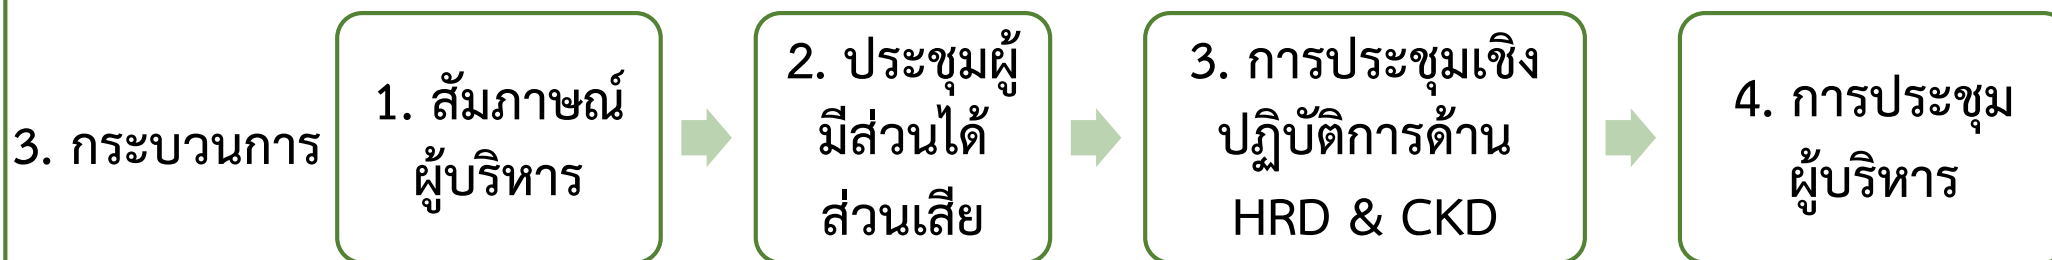 3. กระบวนการ
1. สัมภาษณ์
ผู้บริหาร
2. ประชุมผู้
มีส่วนได้
ส่วนเสีย
3. การประชุมเชิง
ปฏิบัติการด้าน
HRD & CKD
4. การประชุม
ผู้บริหาร